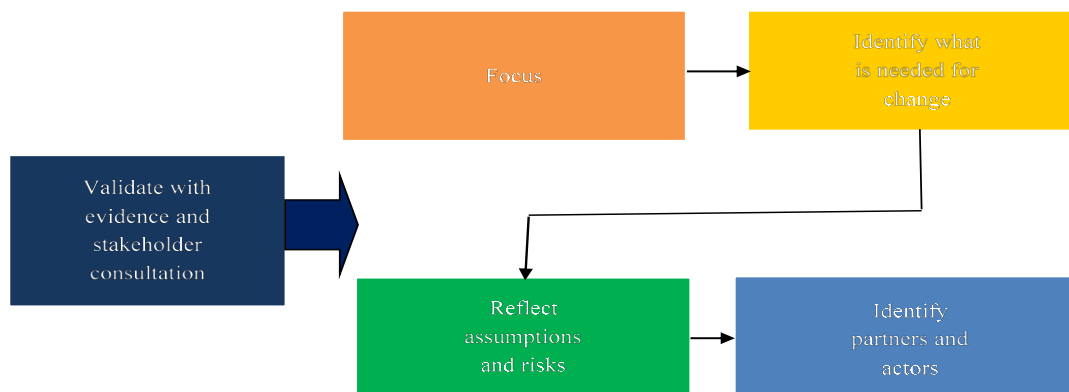 Focus
Identify what
is needed for
change
Validate with
evidence and
stakeholder
consultation
Reflect
assumptions
and risks
Identify
partners and
actors